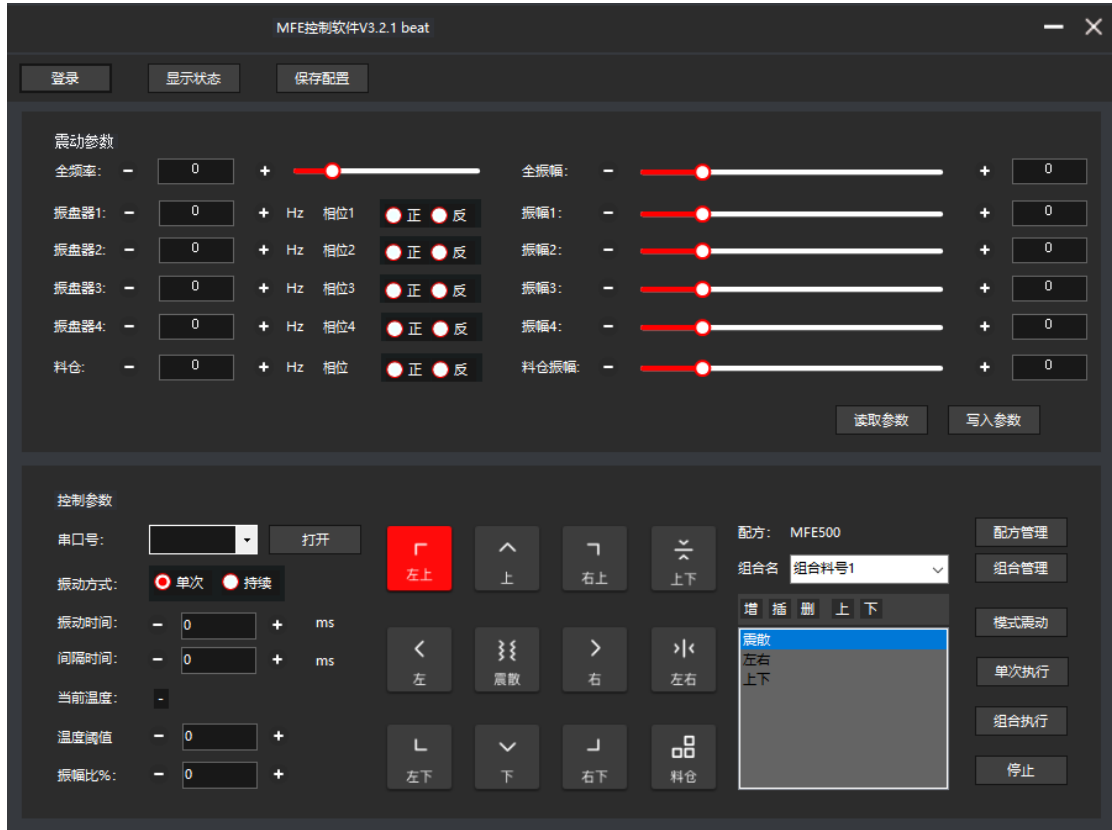 MFE控制软件V3.2.1 beat
登录 显示状态 保存配置
震动参数
全频率: 0 全振幅: 0
振盘器1: 0 Hz 相位1 正 反 振幅1: 0
振盘器2: 0 Hz 相位2 正 反 振幅2: 0
振盘器3: 0 Hz 相位3 正 反 振幅3: 0
振盘器4: 0 Hz 相位4 正 反 振幅4: 0
料仓: 0 Hz 相位 正 反 料仓振幅: 0
读取参数 写入参数
控制参数
串口号: 打开
振动方式: 单次 持续
振动时间: 0 ms
间隔时间: 0 ms
当前温度: -
温度阈值 0
振幅比%: 0
左上 上 右上 上下
左 震散 右 左右
左下 下 右下 料仓
配方: MFE500
组合名 组合料号1
增 插 删 上 下
震散
左右
上下
配方管理
组合管理
模式震动
单次执行
组合执行
停止